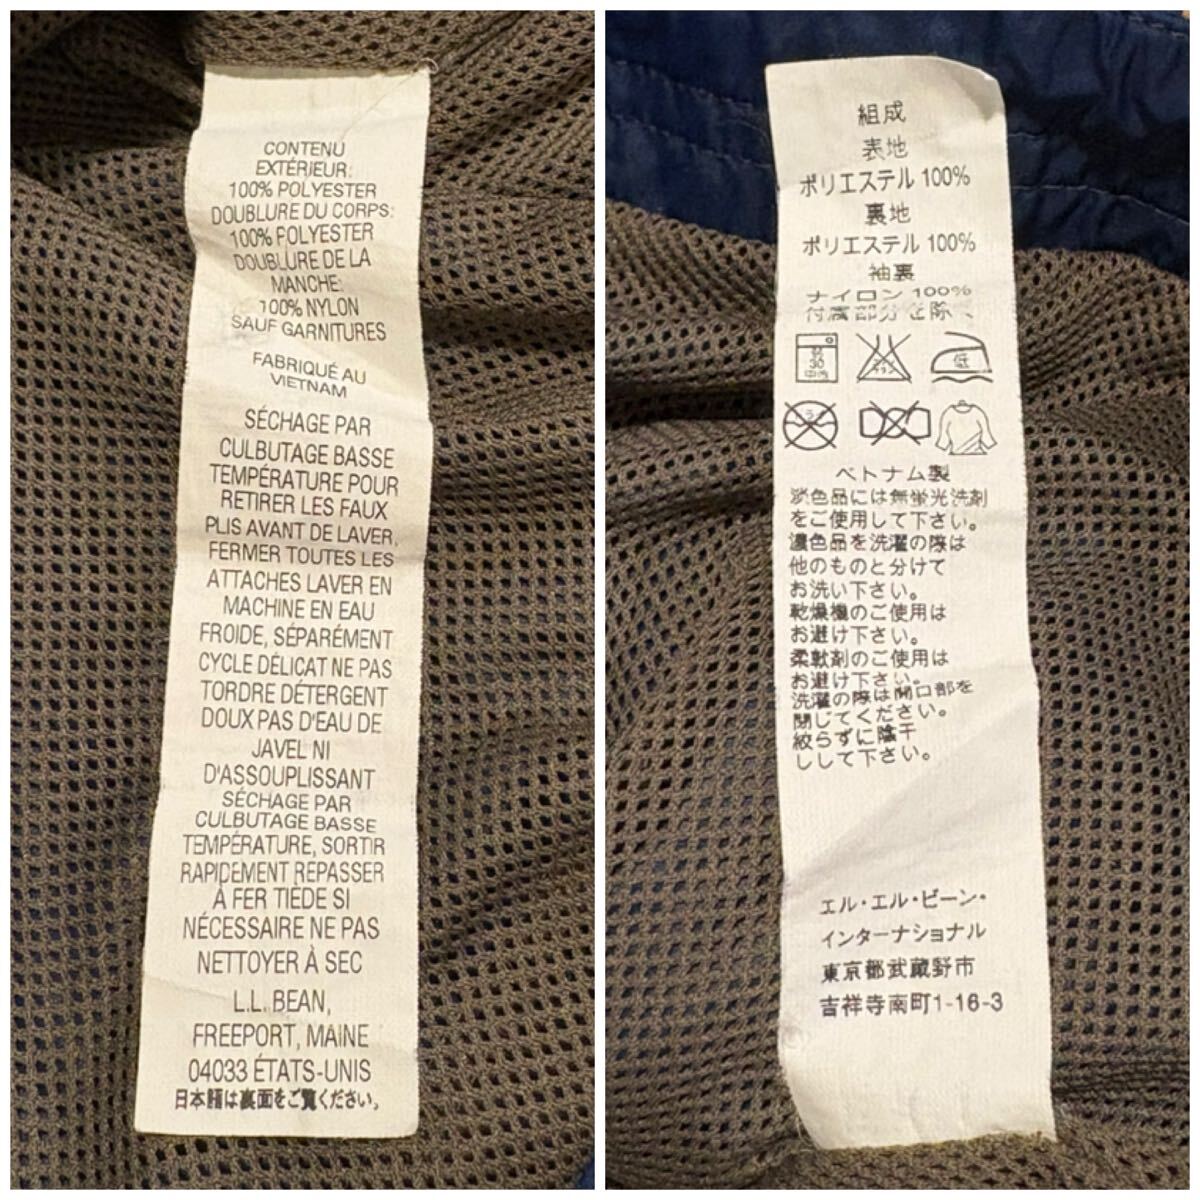 CONTENU
EXTÉRIEUR:
100% POLYESTER
DOUBLURE DU CORPS:
100% POLYESTER
DOUBLURE DE LA
MANCHE:
100% NYLON
SAUF GARNITURES
FABRIQUÉ AU
VIETNAM
SÉCHAGE PAR
CULBUTAGE BASSE
TEMPÉRATURE POUR
RETIRER LES FAUX
PLIS AVANT DE LAVER,
FERMER TOUTES LES
ATTACHES LAVER EN
MACHINE EN EAU
FROIDE, SÉPARÉMENT
CYCLE DÉLICAT NE PAS
TORDRE DÉTERGENT
DOUX PAS D'EAU DE
JAVEL NI
D'ASSOUPLISSANT
SÉCHAGE PAR
CULBUTAGE BASSE
TEMPÉRATURE, SORTIR
RAPIDEMENT REPASSER
À FER TIÈDE SI
NÉCESSAIRE NE PAS
NETTOYER À SEC
L.L. BEAN,
FREEPORT, MAINE
04033 ÉTATS-UNIS
日本語は裏面をご覧ください。
組成
表地
ポリエステル 100%
裏地
ポリエステル 100%
袖裏
ナイロン 100%
付属部分を除く
30
低
ベトナム製
淡色品には無蛍光洗剤
をご使用して下さい。
濃色品を洗濯の際は
他のものと分けて
お洗い下さい。
乾燥機のご使用は
お避け下さい。
柔軟剤のご使用は
お避け下さい。
洗濯の際は開口部を
閉じてください。
絞らずに陰干
ししして下さい。
エル・エル・ビーン・
インターナショナル
東京都武蔵野市
吉祥寺南町1-16-3